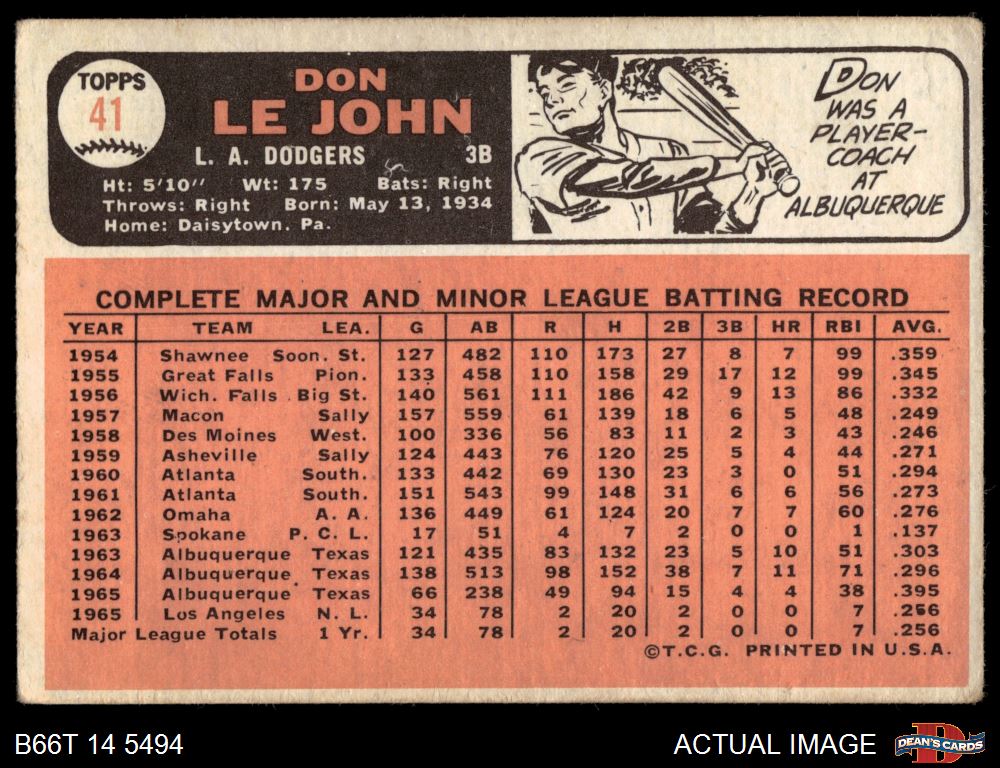 TOPPS
41
DON
LE JOHN
L. A. DODGERS 3B
Ht: 5'10" Wt: 175 Bats: Right
Throws: Right Born: May 13, 1934
Home: Daisytown, Pa.
DON
WAS A
PLAYER-
COACH
AT
ALBUQUERQUE
COMPLETE MAJOR AND MINOR LEAGUE BATTING RECORD
YEAR TEAM LEA. G AB R H 2B 3B HR RBI AVG.
1954 Shawnee Soon. St. 127 482 110 173 27 8 7 99 .359
1955 Great Falls Pion. 133 458 110 158 29 17 12 99 .345
1956 Wich. Falls Big St. 140 561 111 186 42 9 13 86 .332
1957 Macon Sally 157 559 61 139 18 6 5 48 .249
1958 Des Moines West. 100 336 56 83 11 2 3 43 .246
1959 Asheville Sally 124 443 76 120 25 5 4 44 .271
1960 Atlanta South. 133 442 69 130 23 3 0 51 .294
1961 Atlanta South. 151 543 99 148 31 6 6 56 .273
1962 Omaha A. A. 136 449 61 124 20 7 7 60 .276
1963 Spokane P. C. L. 17 51 4 7 2 0 0 1 .137
1963 Albuquerque Texas 121 435 83 132 23 5 10 51 .303
1964 Albuquerque Texas 138 513 98 152 38 7 11 71 .296
1965 Albuquerque Texas 66 238 49 94 15 4 4 38 .395
1965 Los Angeles N. L. 34 78 2 20 2 0 0 7 .256
Major League Totals 1 Yr. 34 78 2 20 2 0 0 7 .256
©T.C.G. PRINTED IN U.S.A.
B66T 14 5494
ACTUAL IMAGE
D
DEAN'S CARDS